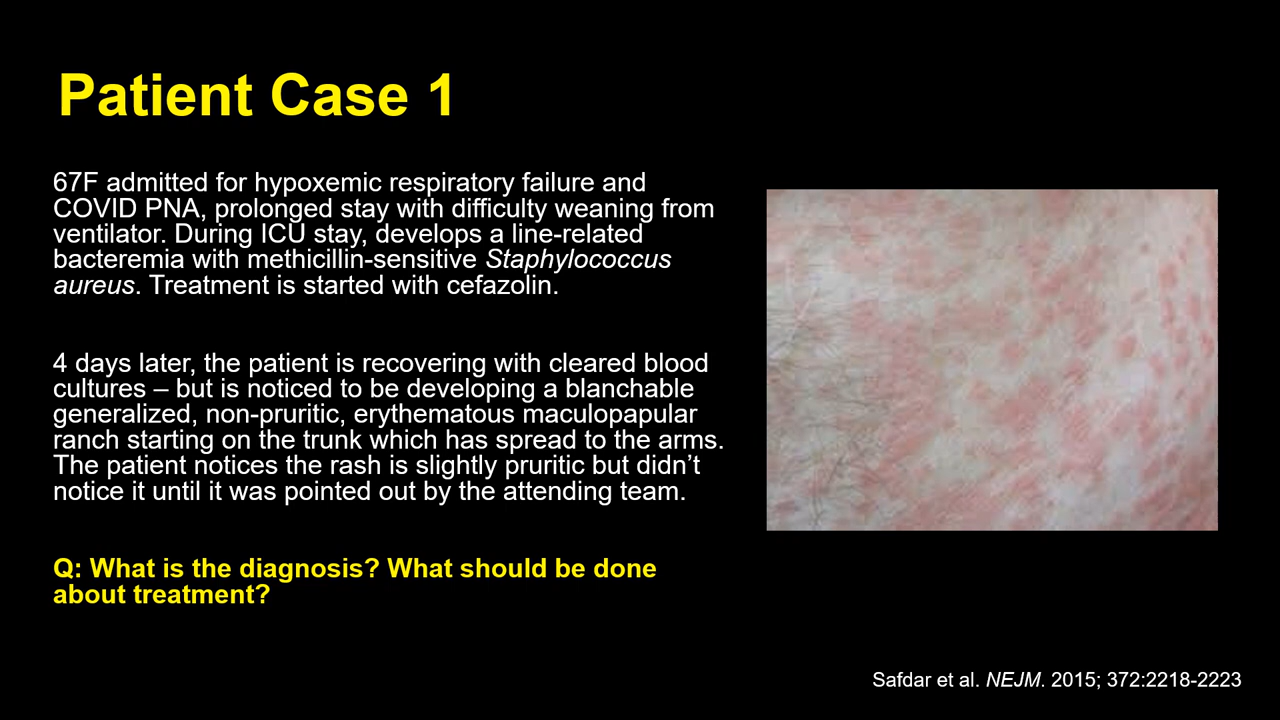 Patient Case 1
67F admitted for hypoxemic respiratory failure and
COVID PNA, prolonged stay with difficulty weaning from
ventilator. During ICU stay, develops a line-related
bacteremia with methicillin-sensitive Staphylococcus
aureus. Treatment is started with cefazolin.
4 days later, the patient is recovering with cleared blood
cultures – but is noticed to be developing a blanchable
generalized, non-pruritic, erythematous maculopapular
ranch starting on the trunk which has spread to the arms.
The patient notices the rash is slightly pruritic but didn’t
notice it until it was pointed out by the attending team.
Q: What is the diagnosis? What should be done
about treatment?
Safdar et al. NEJM. 2015; 372:2218-2223